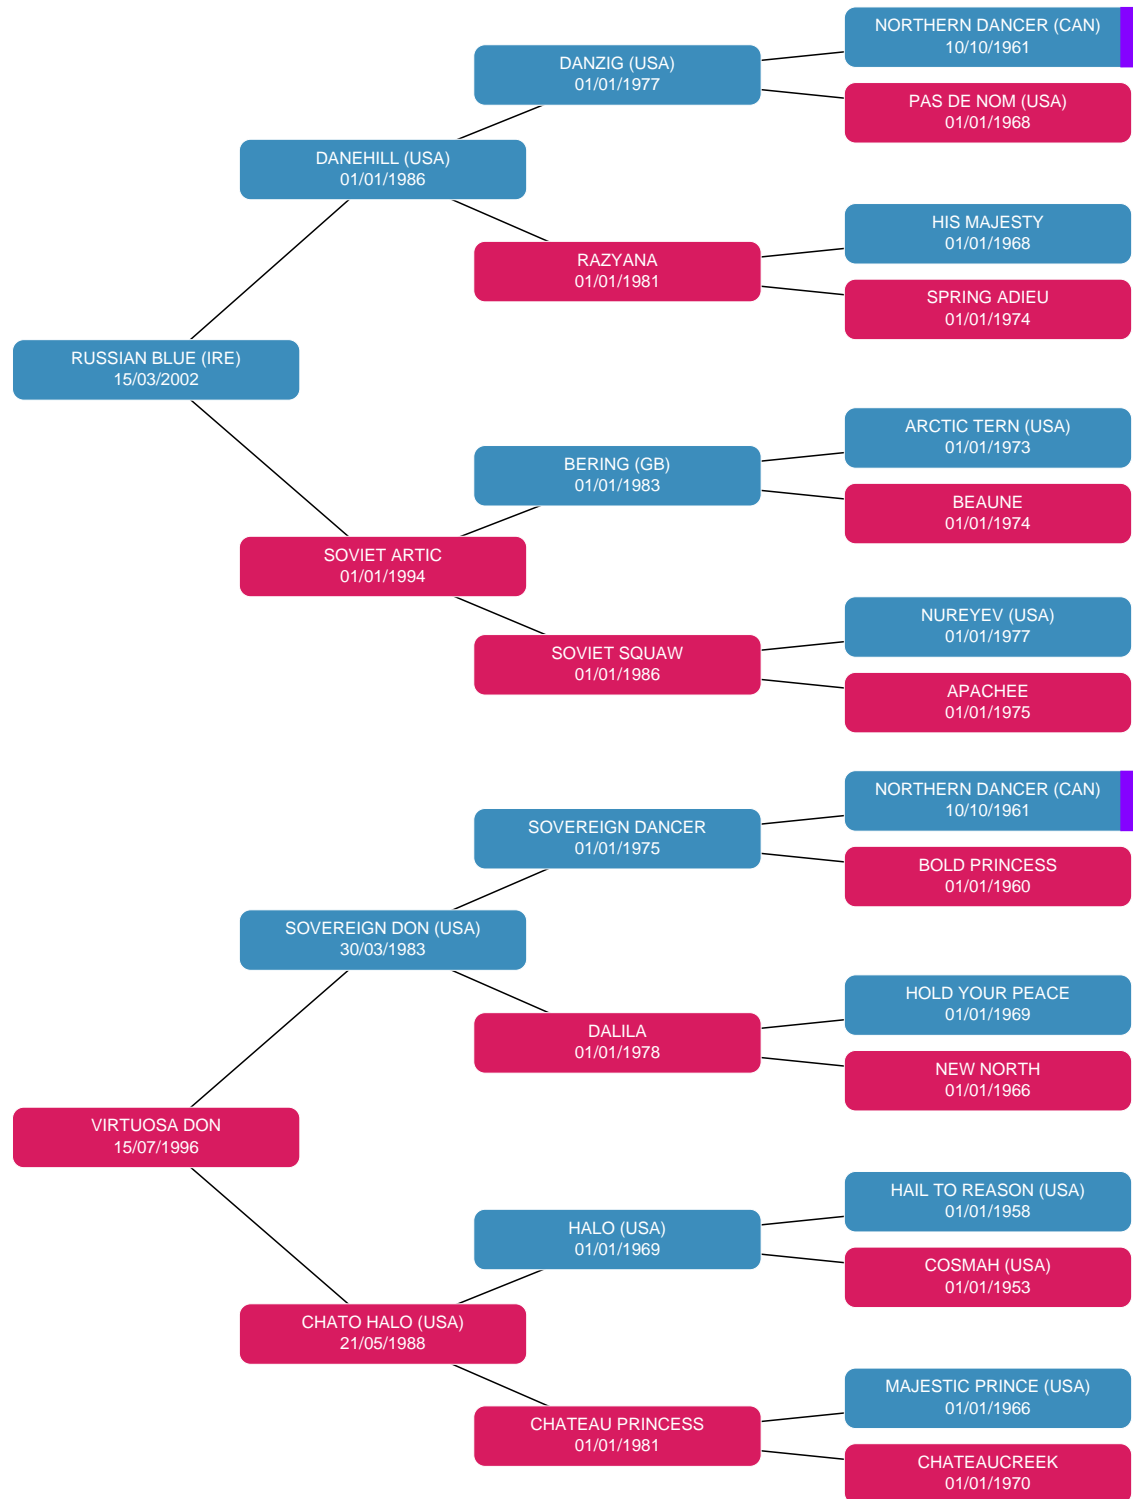 NORTHERN DANCER (CAN)
10/10/1961
DANZIG (USA)
01/01/1977
PAS DE NOM (USA)
01/01/1968
DANEHILL (USA)
01/01/1986
HIS MAJESTY
01/01/1968
RAZYANA
01/01/1981
SPRING ADIEU
01/01/1974
RUSSIAN BLUE (IRE)
15/03/2002
ARCTIC TERN (USA)
01/01/1973
BERING (GB)
01/01/1983
BEAUNE
01/01/1974
SOVIET ARTIC
01/01/1994
NUREYEV (USA)
01/01/1977
SOVIET SQUAW
01/01/1986
APACHEE
01/01/1975
NORTHERN DANCER (CAN)
10/10/1961
SOVEREIGN DANCER
01/01/1975
BOLD PRINCESS
01/01/1960
SOVEREIGN DON (USA)
30/03/1983
HOLD YOUR PEACE
01/01/1969
DALILA
01/01/1978
NEW NORTH
01/01/1966
VIRTUOSA DON
15/07/1996
HAIL TO REASON (USA)
01/01/1958
HALO (USA)
01/01/1969
COSMAH (USA)
01/01/1953
CHATO HALO (USA)
21/05/1988
MAJESTIC PRINCE (USA)
01/01/1966
CHATEAU PRINCESS
01/01/1981
CHATEAUCREEK
01/01/1970